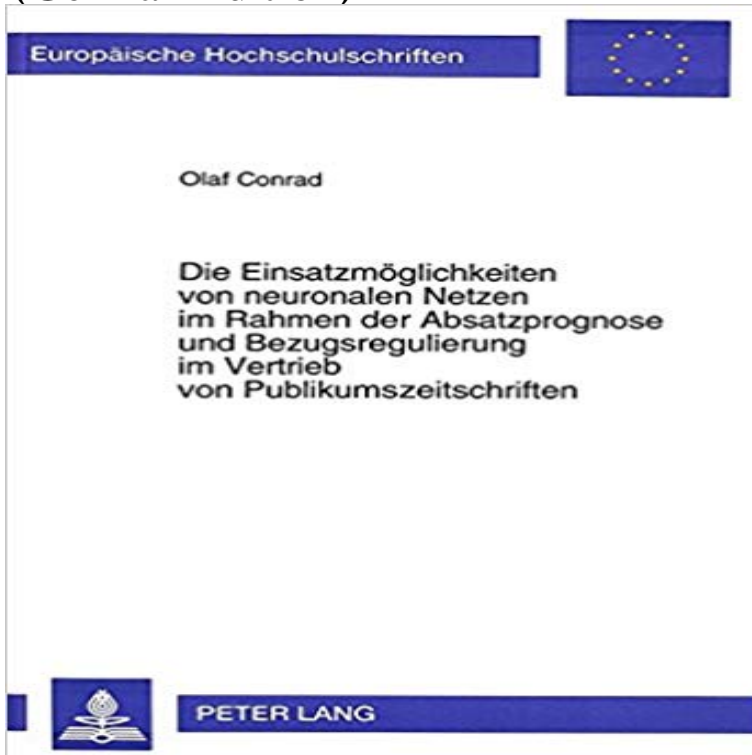 Europäische Hochschulschriften
Olaf Conrad
Die Einsatzmöglichkeiten
von neuronalen Netzen
im Rahmen der Absatzprognose
und Bezugsregulierung
im Vertrieb
von Publikumszeitschriften
PETER LANG